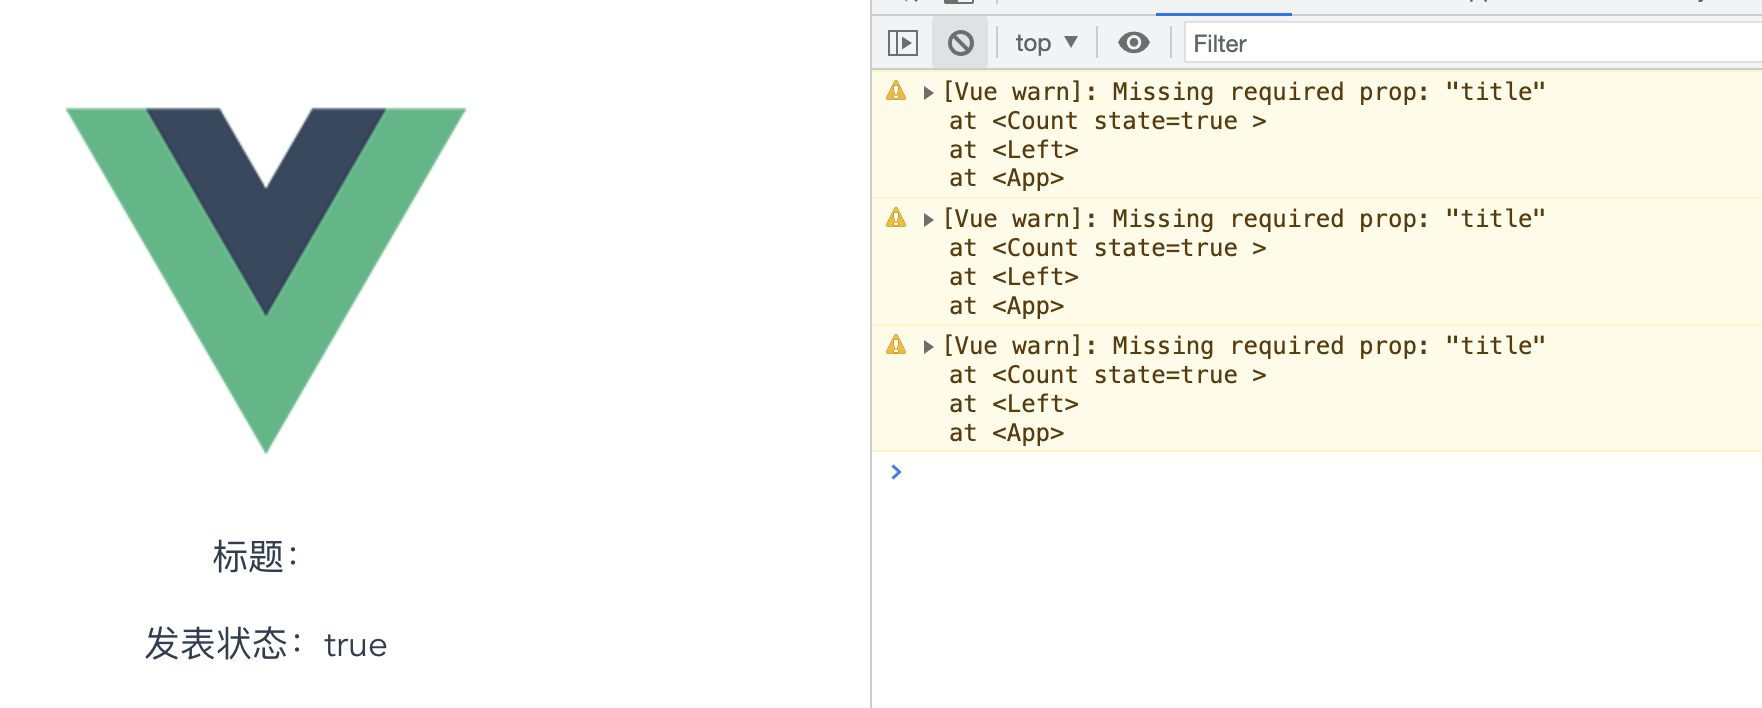 top ▼
Filter
[Vue warn]: Missing required prop: "title"
at <Count state=true >
at <Left>
at <App>
[Vue warn]: Missing required prop: "title"
at <Count state=true >
at <Left>
at <App>
[Vue warn]: Missing required prop: "title"
at <Count state=true >
at <Left>
at <App>
标题：
发表状态：true